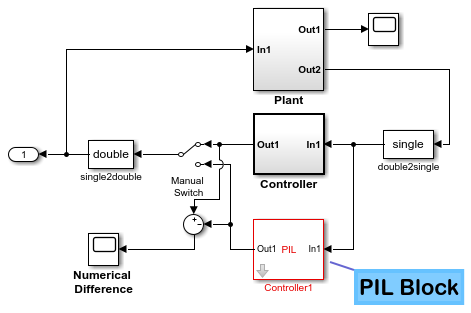 Out1
In1
Out2
Plant
1
double
single2double
Manual
Switch
Out1
In1
Controller
single
double2single
+
−
Out1
PIL
In1
Controller1
Numerical
Difference
PIL Block